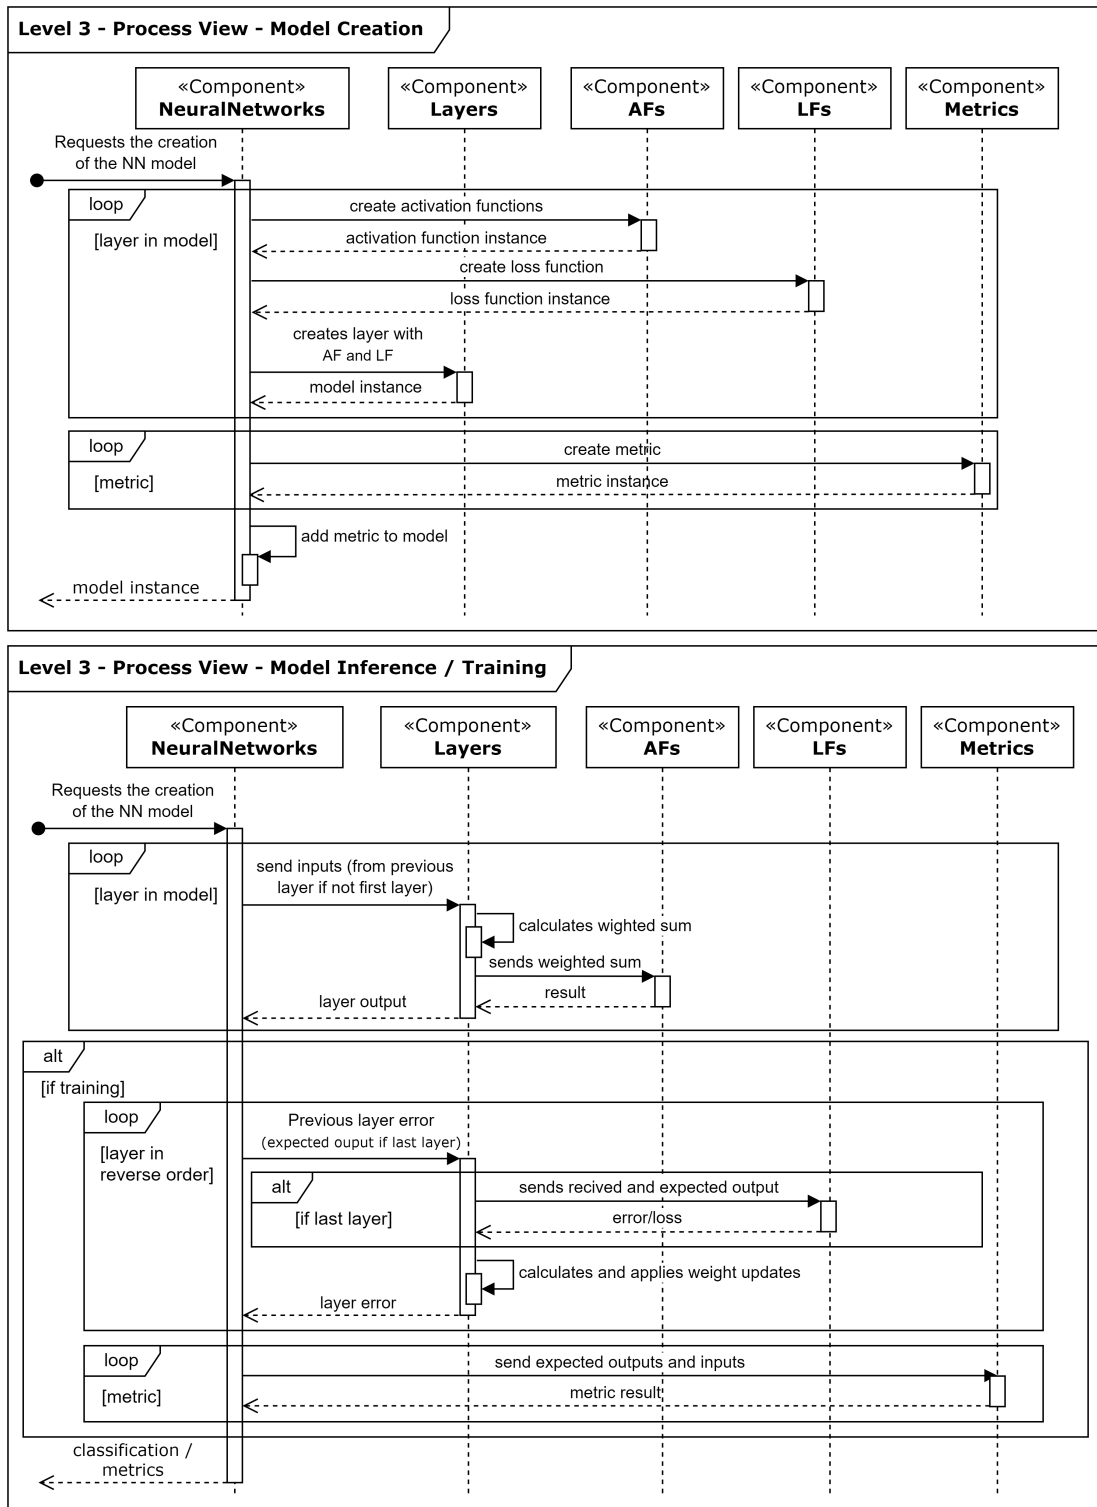 Level 3 - Process View - Model Creation
«Component»
NeuralNetworks
«Component»
Layers
«Component»
AFs
«Component»
LFs
«Component»
Metrics
Requests the creation
of the NN model
loop
[layer in model]
create activation functions
activation function instance
create loss function
loss function instance
creates layer with
AF and LF
model instance
loop
[metric]
create metric
metric instance
add metric to model
model instance
Level 3 - Process View - Model Inference / Training
«Component»
NeuralNetworks
«Component»
Layers
«Component»
AFs
«Component»
LFs
«Component»
Metrics
Requests the creation
of the NN model
loop
[layer in model]
send inputs (from previous
layer if not first layer)
calculates wighted sum
sends weighted sum
result
layer output
alt
[if training]
loop
[layer in
reverse order]
Previous layer error
(expected ouput if last layer)
alt
[if last layer]
sends recived and expected output
error/loss
calculates and applies weight updates
layer error
loop
[metric]
send expected outputs and inputs
metric result
classification /
metrics